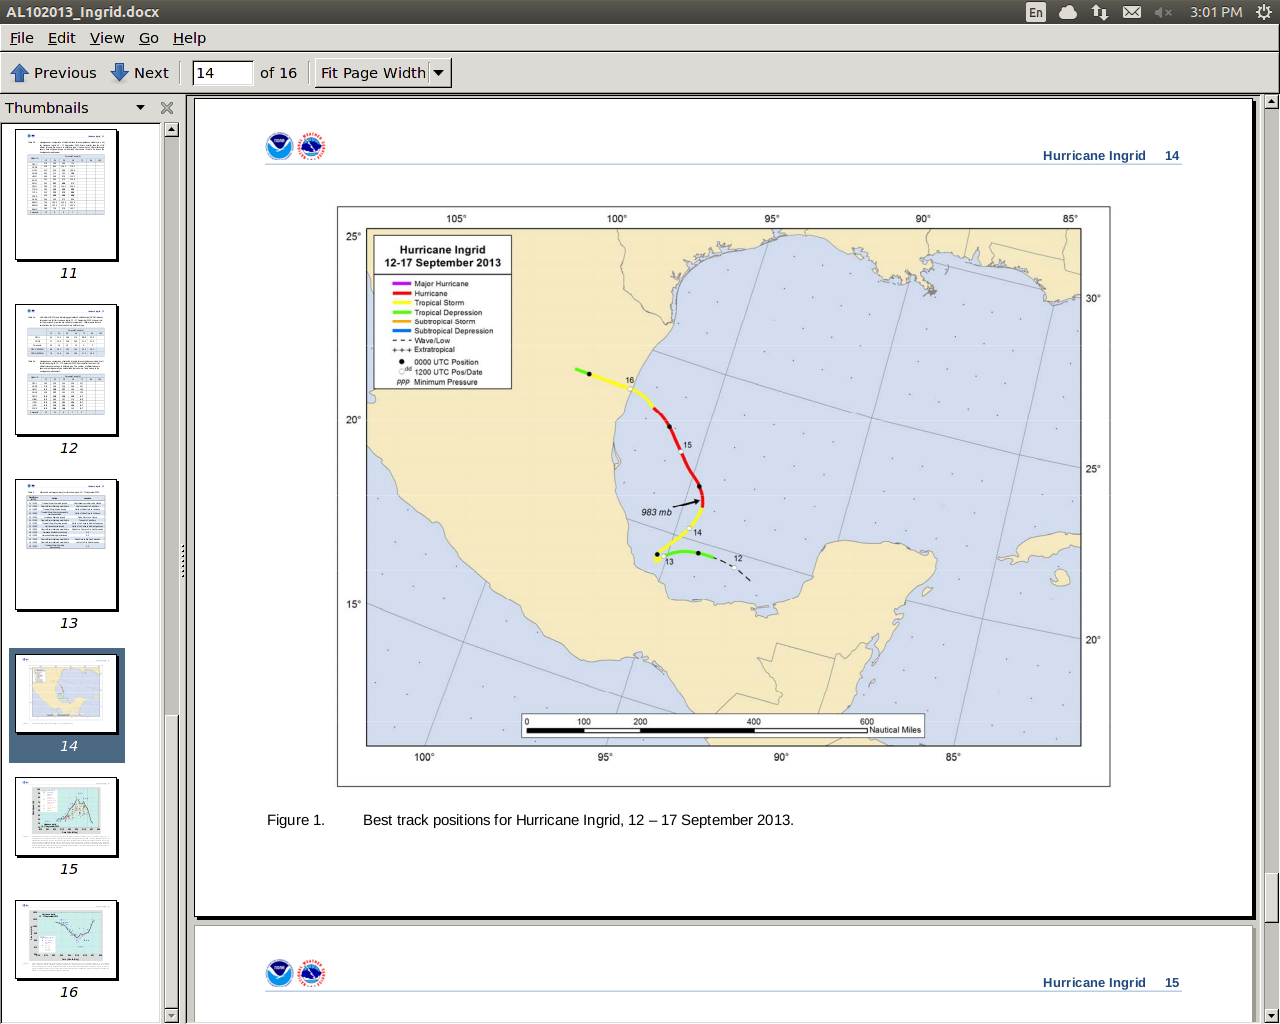 AL102013_Ingrid.docx
En
3:01 PM
File Edit View Go Help
Previous Next 14 of 16 Fit Page Width
Thumbnails
11
12
13
14
15
16
Hurricane Ingrid 14
105° 100° 95° 90° 85°
25°
20°
15°
30°
25°
20°
Hurricane Ingrid
12-17 September 2013
Major Hurricane
Hurricane
Tropical Storm
Tropical Depression
Subtropical Storm
Subtropical Depression
Wave/Low
Extratropical
0000 UTC Position
dd 1200 UTC Pos/Date
PPP Minimum Pressure
16
15
983 mb
14
13
12
0 100 200 400 600
Nautical Miles
100° 95° 90° 85°
Figure 1. Best track positions for Hurricane Ingrid, 12 – 17 September 2013.
Hurricane Ingrid 15